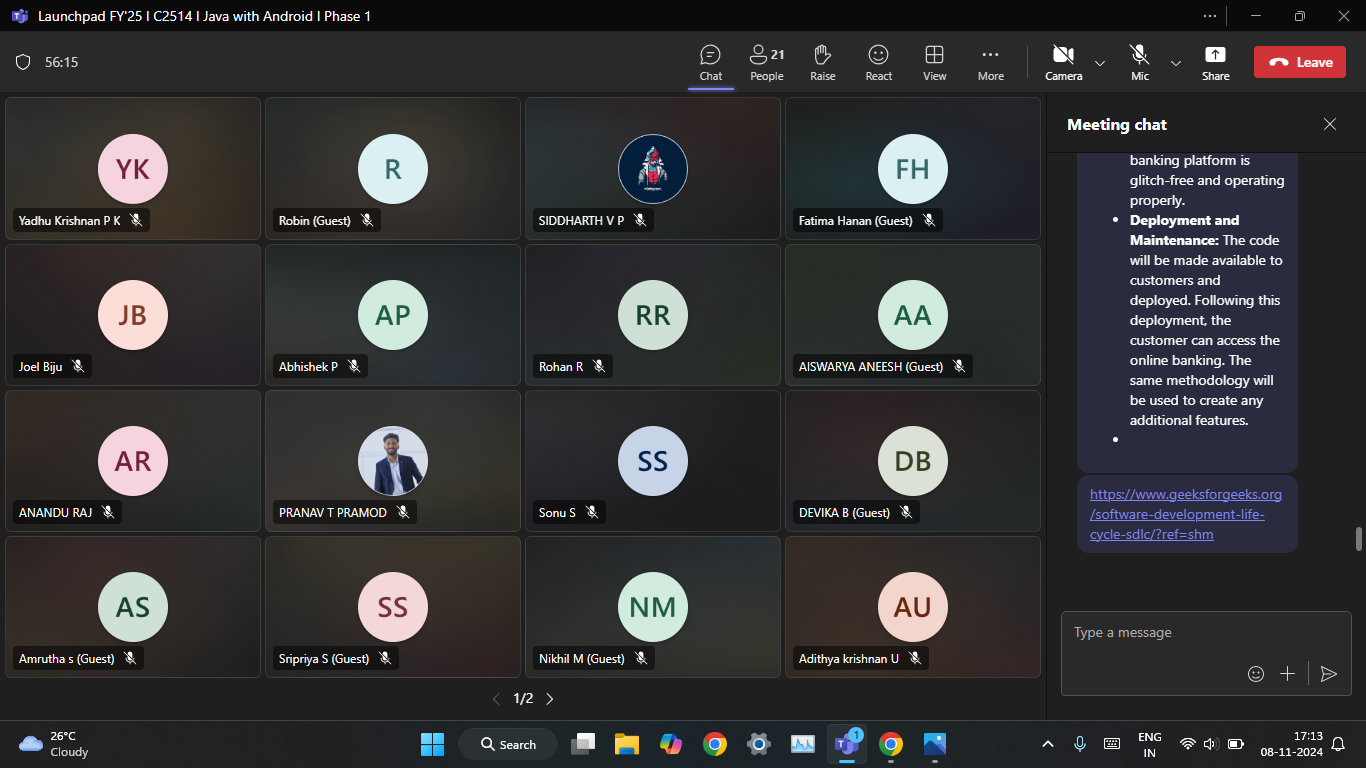 Launchpad FY'25 I C2514 I Java with Android I Phase 1
56:15
Chat
21
People
Raise
React
View
More
Camera
Mic
Share
Leave
YK
Yadhu Krishnan P K
R
Robin (Guest)
SIDDHARTH V P
FH
Fatima Hanan (Guest)
JB
Joel Biju
AP
Abhishek P
RR
Rohan R
AA
AISWARYA ANEESH (Guest)
AR
ANANDU RAJ
PRANAV T PRAMOD
SS
Sonu S
DB
DEVIKA B (Guest)
AS
Amrutha s (Guest)
SS
Sripriya S (Guest)
NM
Nikhil M (Guest)
AU
Adithya krishnan U
1/2
Meeting chat
banking platform is
glitch-free and operating
properly.
• Deployment and
Maintenance: The code
will be made available to
customers and
deployed. Following this
deployment, the
customer can access the
online banking. The
same methodology will
be used to create any
additional features.
•
https://www.geeksforgeeks.org
/software-development-life-
cycle-sdlc/?ref=shm
Type a message
26°C
Cloudy
Search
1
ENG
IN
17:13
08-11-2024